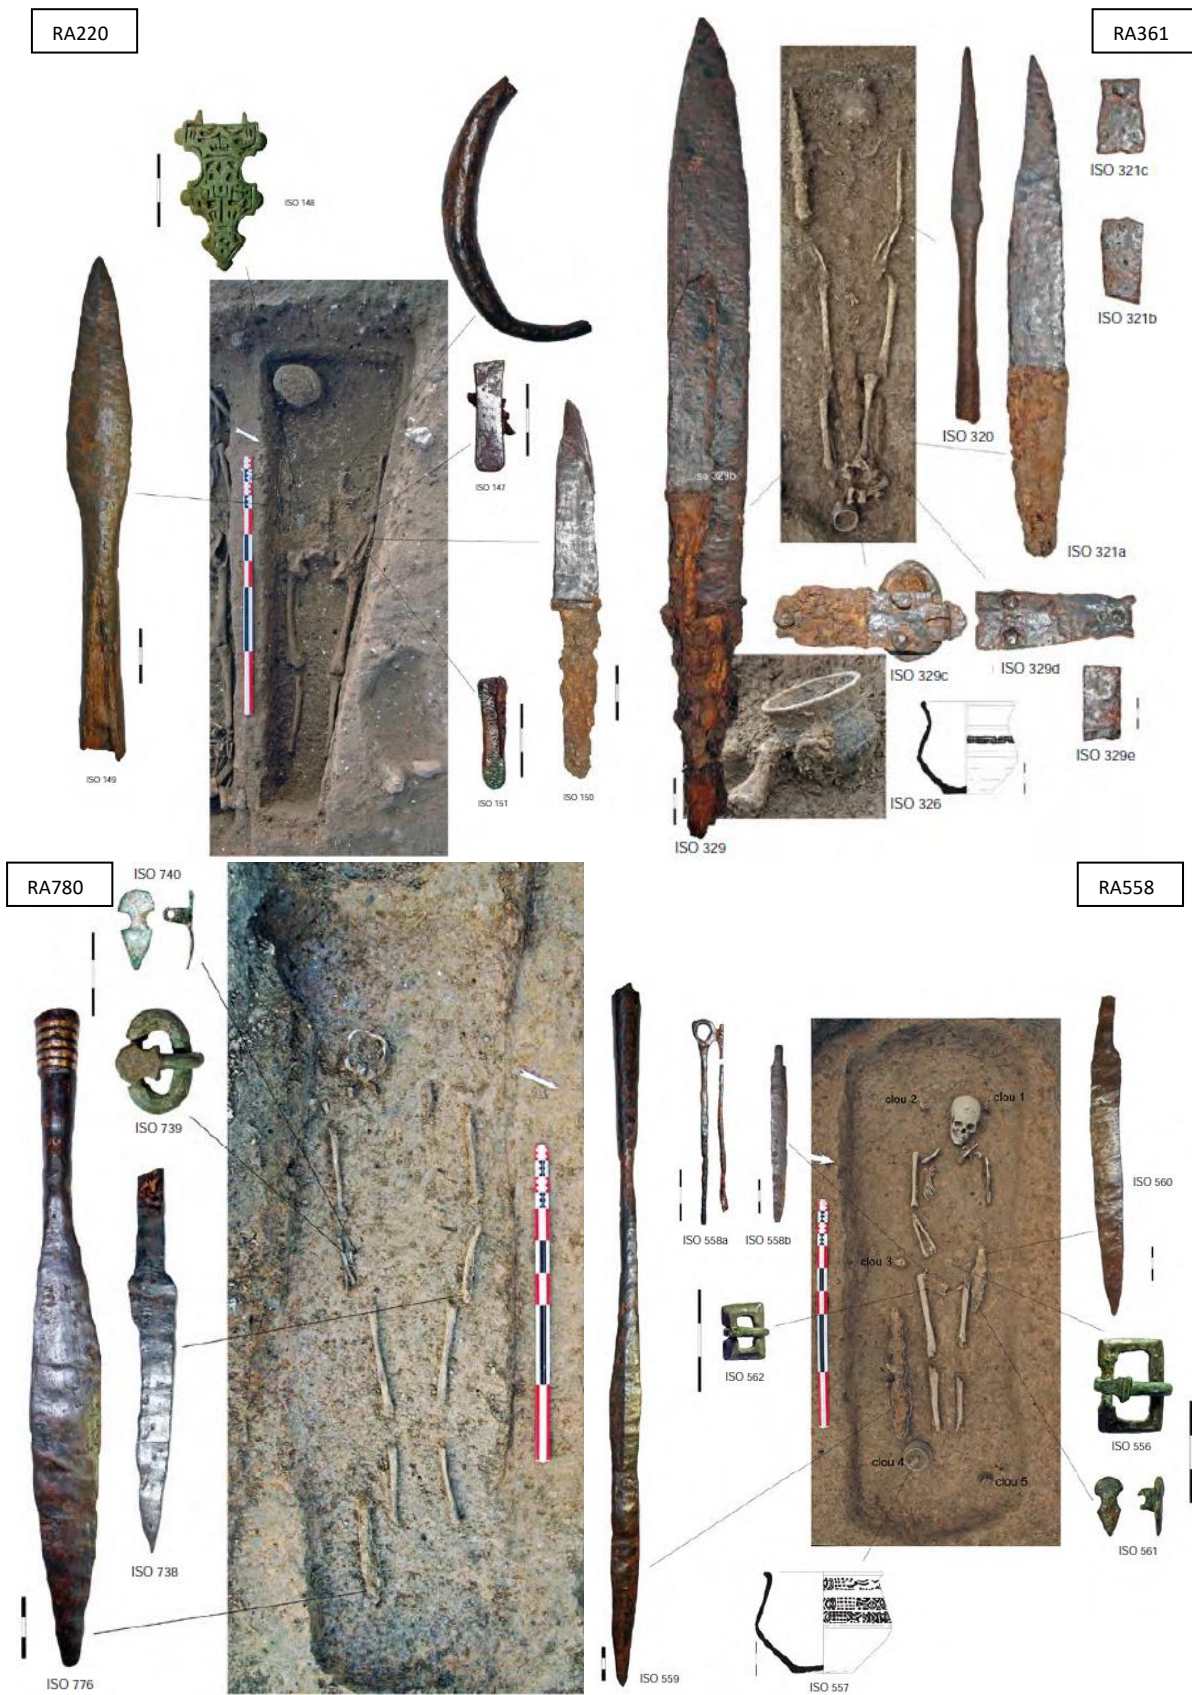 RA220
RA361
ISO 148
ISO 149
ISO 147
ISO 151
ISO 150
ISO 321c
ISO 321b
ISO 320
ISO 321a
so 329b
ISO 329c
ISO 329d
ISO 329e
ISO 326
ISO 329
RA780
RA558
ISO 740
ISO 739
ISO 738
ISO 776
ISO 558a
ISO 558b
clou 2
clou 1
ISO 560
clou 3
ISO 562
ISO 556
clou 4
clou 5
ISO 561
ISO 559
ISO 557